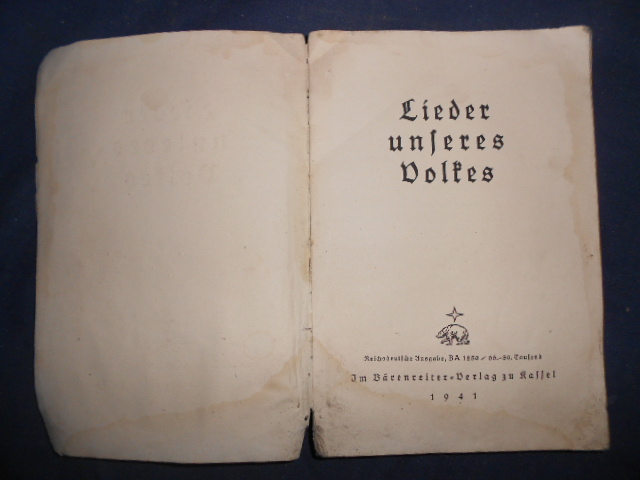 Lieder
unseres
Volkes
Reichsdeutsche Ausgabe, BA 1250 / Tausend
Im Bärenreiter-Verlag zu Kassel
1941